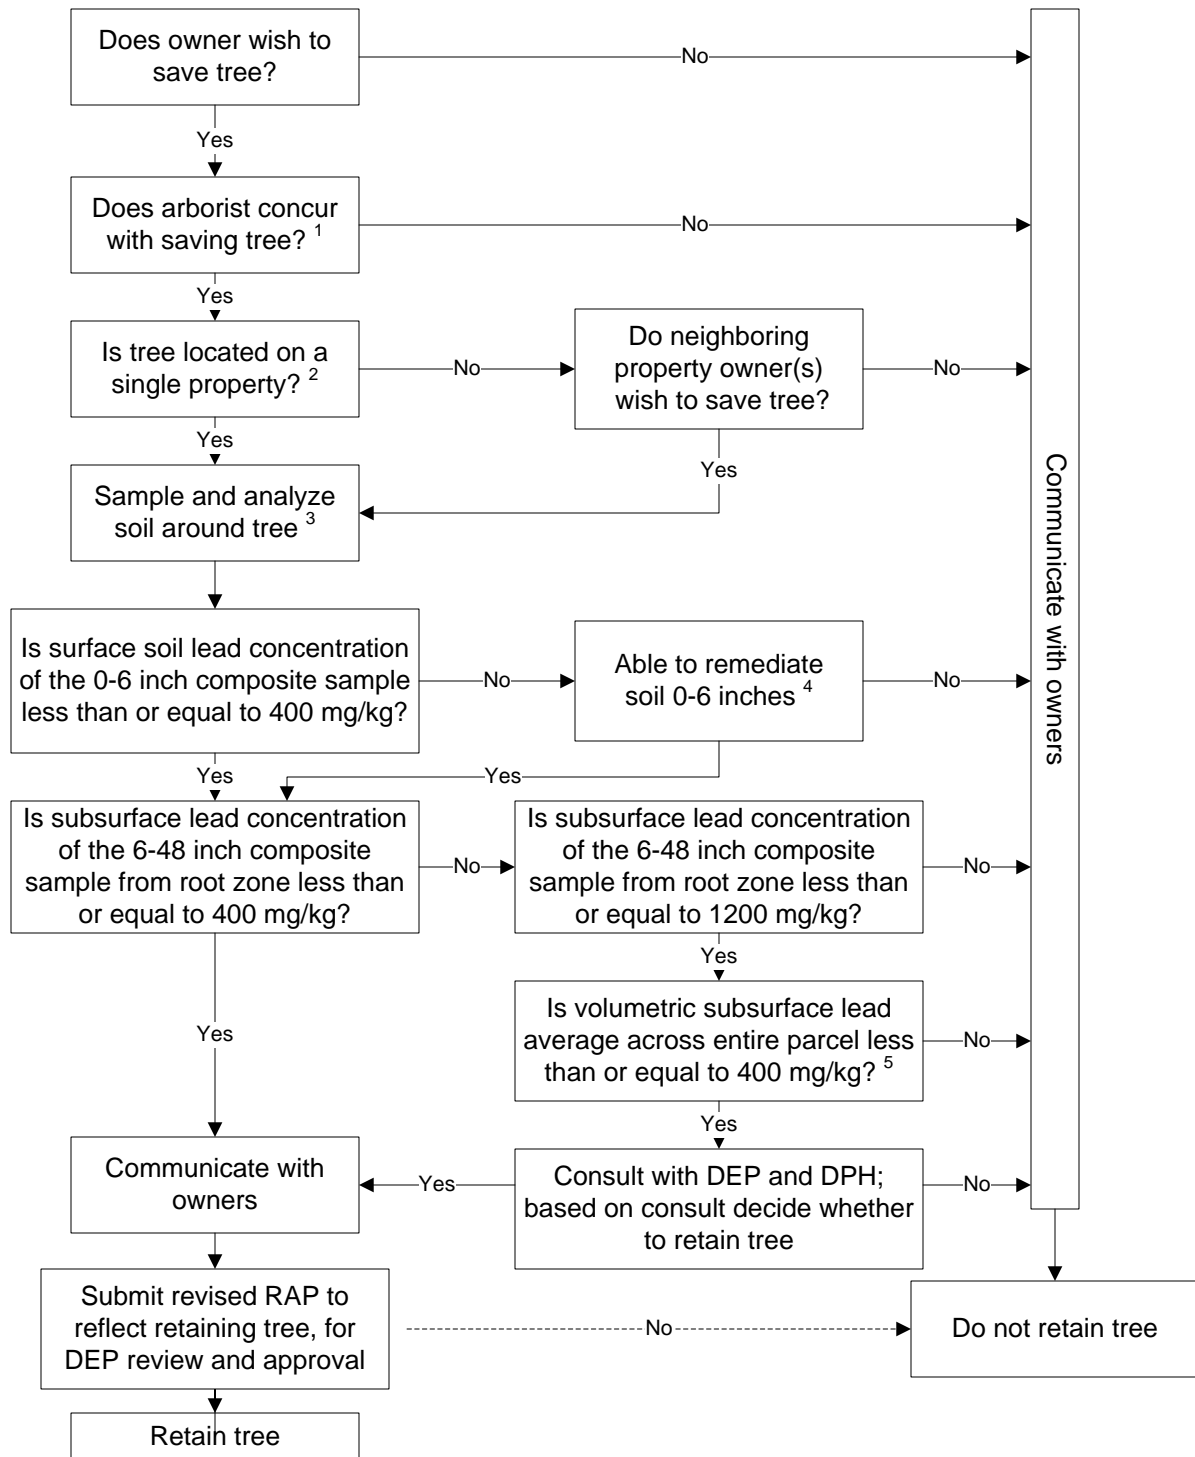 Does owner wish to
save tree?
No
Yes
Does arborist concur
with saving tree? 1
No
Yes
Is tree located on a
single property? 2
No
Do neighboring
property owner(s)
wish to save tree?
No
Yes
Yes
Sample and analyze
soil around tree 3
Communicate with owners
Is surface soil lead concentration
of the 0-6 inch composite sample
less than or equal to 400 mg/kg?
No
Able to remediate
soil 0-6 inches 4
No
Yes
Yes
Is subsurface lead concentration
of the 6-48 inch composite
sample from root zone less than
or equal to 400 mg/kg?
No
Is subsurface lead concentration
of the 6-48 inch composite
sample from root zone less than
or equal to 1200 mg/kg?
No
Yes
Yes
Is volumetric subsurface lead
average across entire parcel less
than or equal to 400 mg/kg? 5
No
Yes
Communicate with
owners
Yes
Consult with DEP and DPH;
based on consult decide whether
to retain tree
No
Submit revised RAP to
reflect retaining tree, for
DEP review and approval
No
Do not retain tree
Retain tree